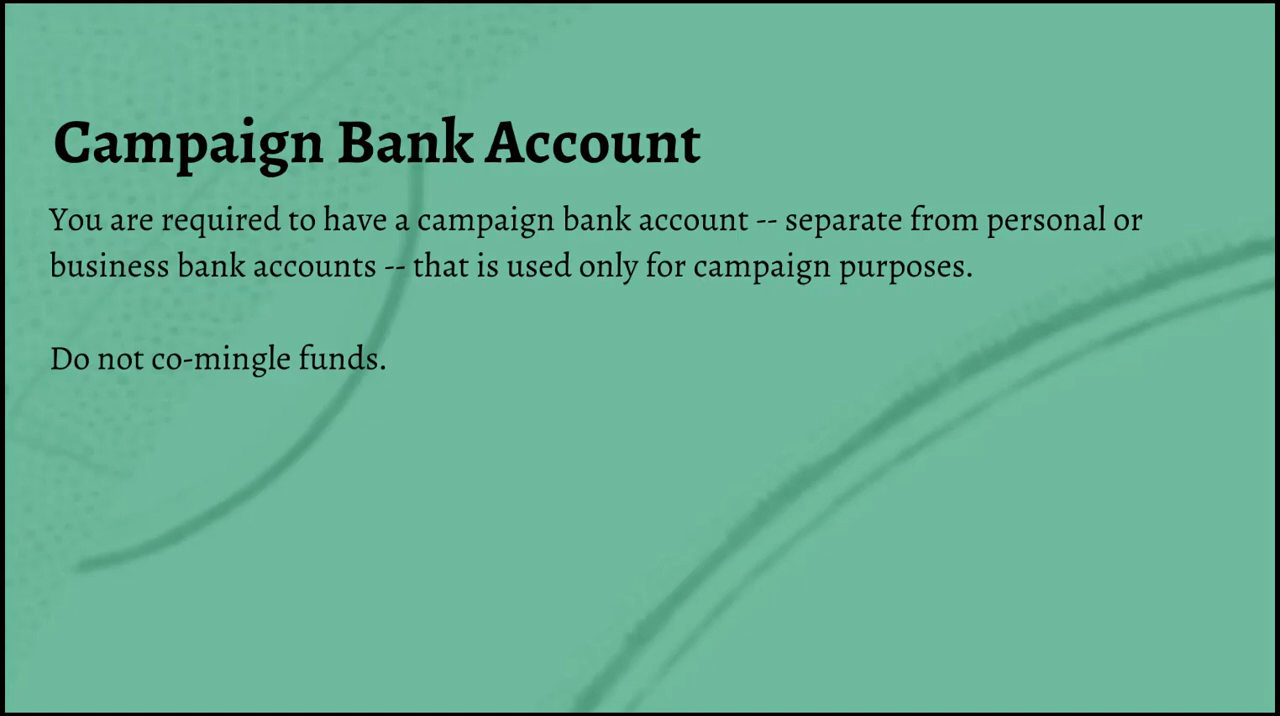 Campaign Bank Account
You are required to have a campaign bank account -- separate from personal or
business bank accounts -- that is used only for campaign purposes.
Do not co-mingle funds.